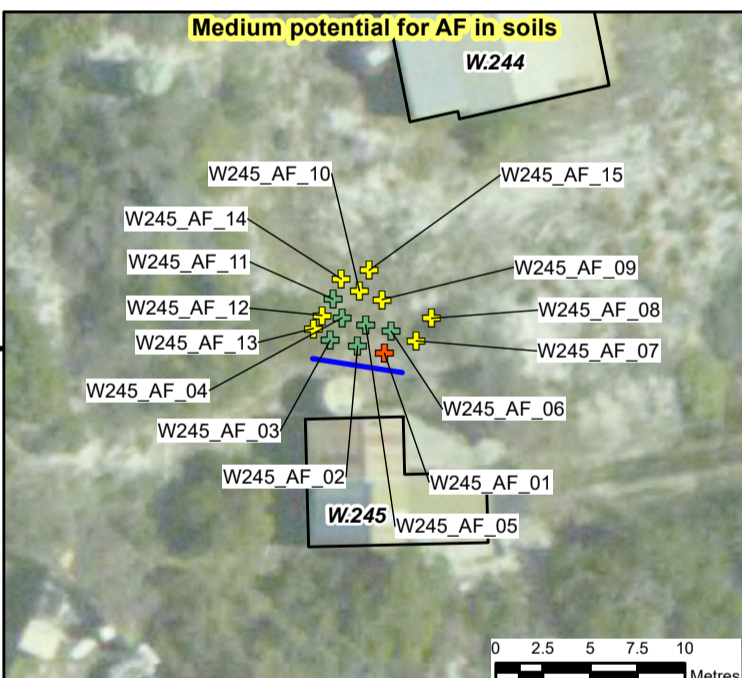 Medium potential for AF in soils
W.244
W245_AF_10
W245_AF_15
W245_AF_14
W245_AF_11
W245_AF_09
W245_AF_12
W245_AF_08
W245_AF_13
W245_AF_07
W245_AF_04
W245_AF_06
W245_AF_03
W245_AF_02
W245_AF_01
W.245
W245_AF_05
0 2.5 5 7.5 10
Metres